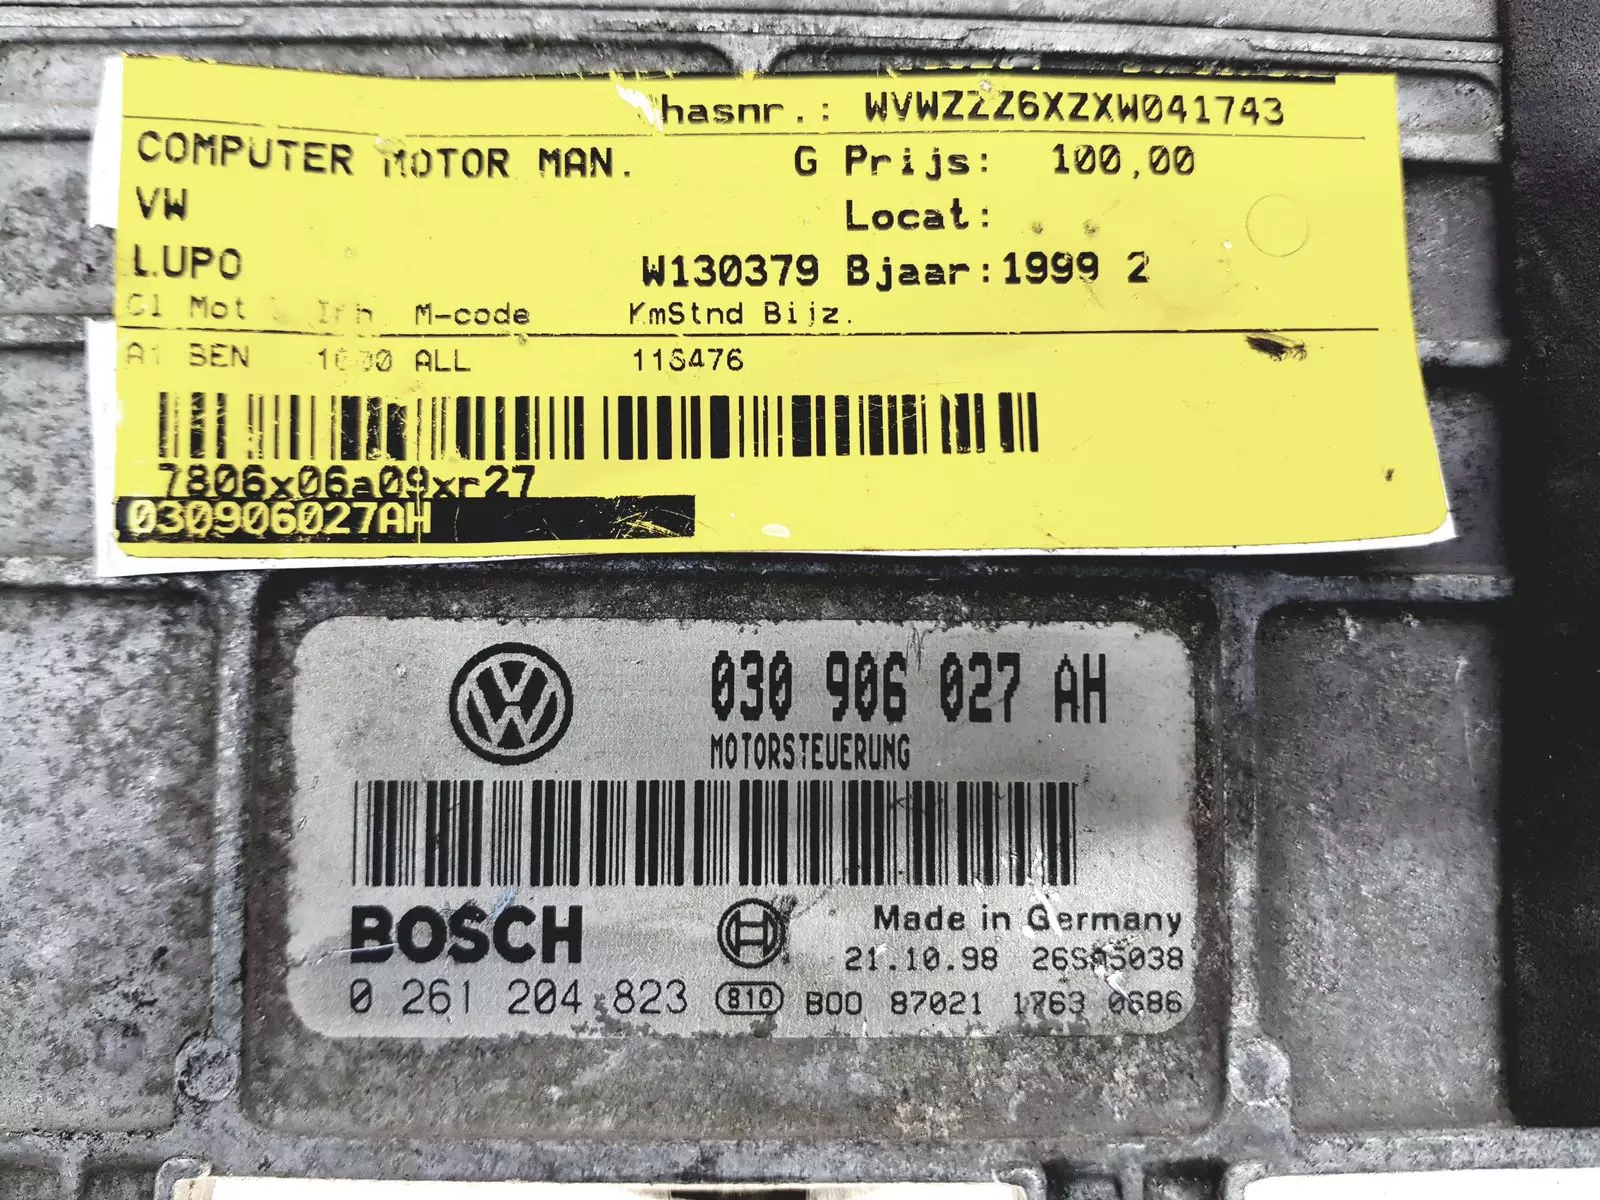 hasnr.: WVWZZZ6XZXW041743
COMPUTER MOTOR MAN. G Prijs: 100,00
VW Locat:
LUPO W130379 Bjaar:1999 2
Mot M-code KmStnd Bijz.
BEN ALL
7806x06a09xr27
030906027AH
030 906 027 AH
MOTORSTEUERUNG
BOSCH Made in Germany
21.10.98 26SA5038
0 261 204 823 810 B00 87021 1763 0686